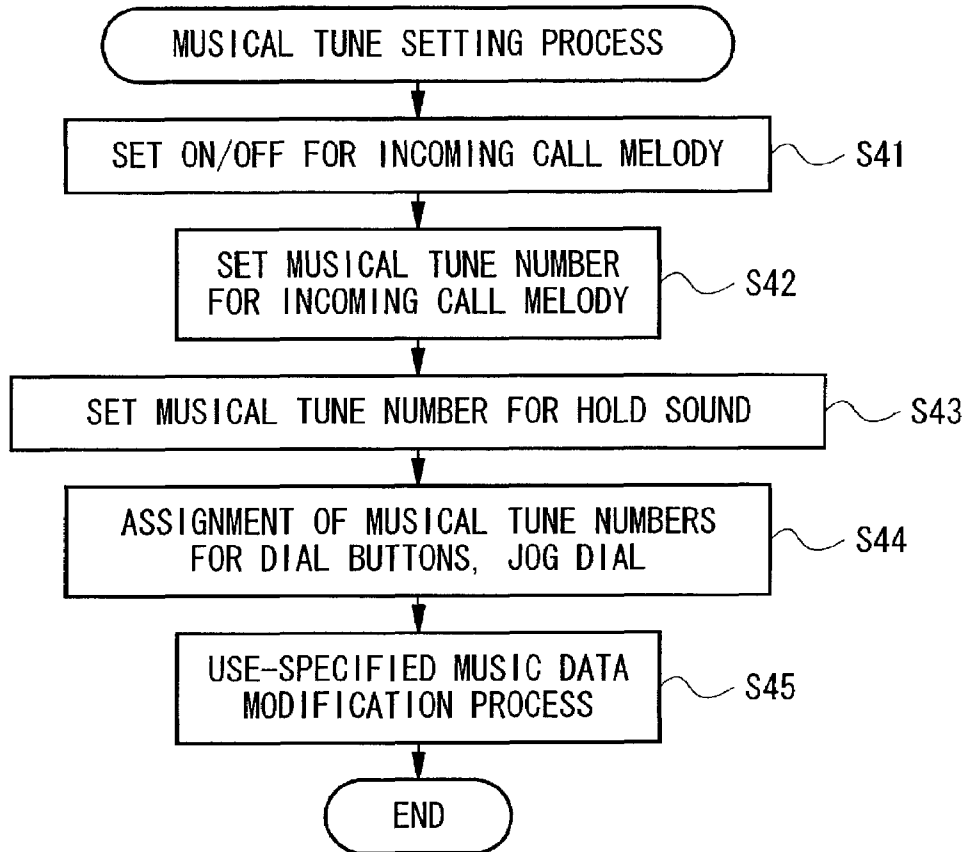 MUSICAL TUNE SETTING PROCESS
SET ON/OFF FOR INCOMING CALL MELODY
S41
SET MUSICAL TUNE NUMBER
FOR INCOMING CALL MELODY
S42
SET MUSICAL TUNE NUMBER FOR HOLD SOUND
S43
ASSIGNMENT OF MUSICAL TUNE NUMBERS
FOR DIAL BUTTONS, JOG DIAL
S44
USE-SPECIFIED MUSIC DATA
MODIFICATION PROCESS
S45
END